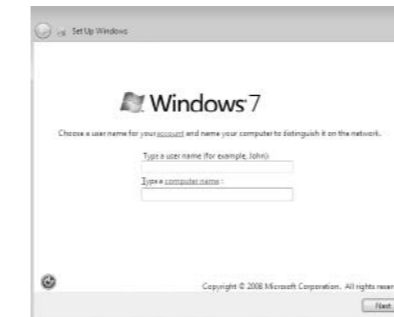 Set Up Windows
Windows 7
Choose a user name for your account and name your computer to distinguish it on the network.
Type a user name (for example, John):
Type a computer name :
Copyright © 2008 Microsoft Corporation. All rights reser
Next